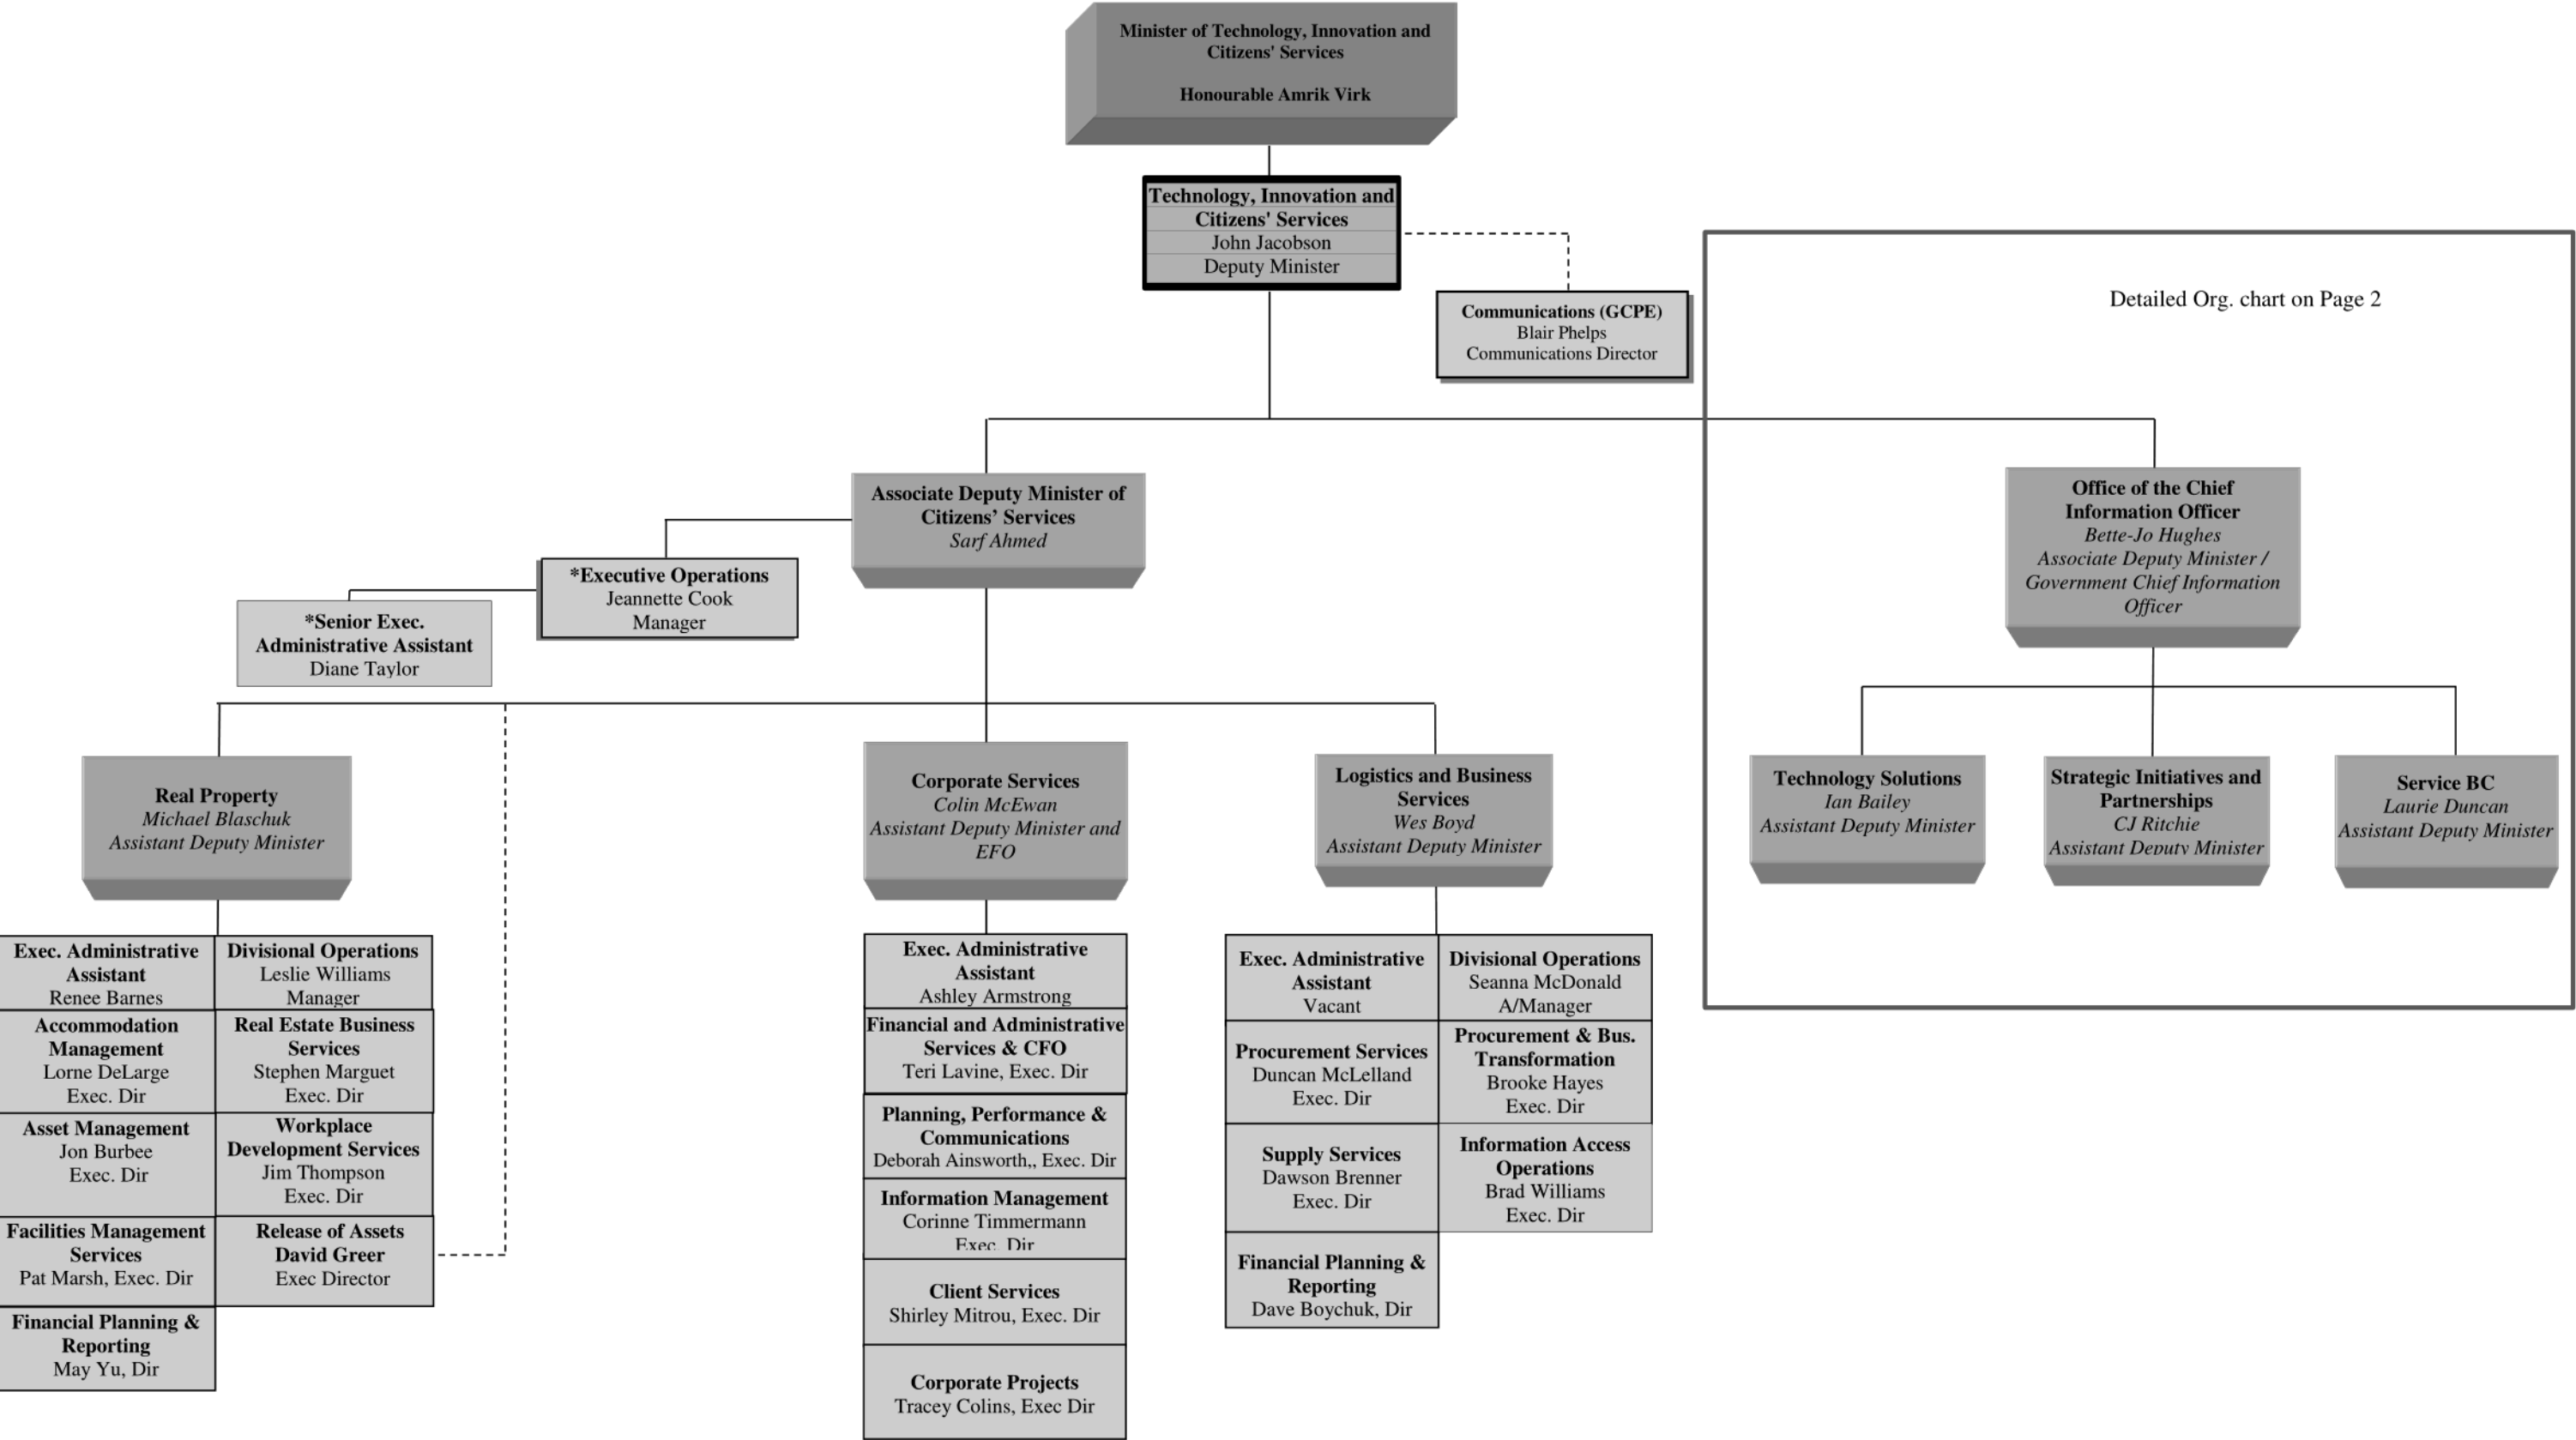 Minister of Technology, Innovation and
Citizens' Services
Honourable Amrik Virk
Technology, Innovation and
Citizens' Services
John Jacobson
Deputy Minister
Communications (GCPE)
Blair Phelps
Communications Director
Detailed Org. chart on Page 2
Associate Deputy Minister of
Citizens’ Services
Sarf Ahmed
Office of the Chief
Information Officer
Bette-Jo Hughes
Associate Deputy Minister /
Government Chief Information
Officer
*Executive Operations
Jeannette Cook
Manager
*Senior Exec.
Administrative Assistant
Diane Taylor
Real Property
Michael Blaschuk
Assistant Deputy Minister
Corporate Services
Colin McEwan
Assistant Deputy Minister and
EFO
Logistics and Business
Services
Wes Boyd
Assistant Deputy Minister
Technology Solutions
Ian Bailey
Assistant Deputy Minister
Strategic Initiatives and
Partnerships
CJ Ritchie
Assistant Deputy Minister
Service BC
Laurie Duncan
Assistant Deputy Minister
Exec. Administrative
Assistant
Renee Barnes
Divisional Operations
Leslie Williams
Manager
Accommodation
Management
Lorne DeLarge
Exec. Dir
Real Estate Business
Services
Stephen Marguet
Exec. Dir
Asset Management
Jon Burbee
Exec. Dir
Workplace
Development Services
Jim Thompson
Exec. Dir
Facilities Management
Services
Pat Marsh, Exec. Dir
Release of Assets
David Greer
Exec Director
Financial Planning &
Reporting
May Yu, Dir
Exec. Administrative
Assistant
Ashley Armstrong
Financial and Administrative
Services & CFO
Teri Lavine, Exec. Dir
Planning, Performance &
Communications
Deborah Ainsworth,, Exec. Dir
Information Management
Corinne Timmermann
Exec. Dir
Client Services
Shirley Mitrou, Exec. Dir
Corporate Projects
Tracey Colins, Exec Dir
Exec. Administrative
Assistant
Vacant
Divisional Operations
Seanna McDonald
A/Manager
Procurement Services
Duncan McLelland
Exec. Dir
Procurement & Bus.
Transformation
Brooke Hayes
Exec. Dir
Supply Services
Dawson Brenner
Exec. Dir
Information Access
Operations
Brad Williams
Exec. Dir
Financial Planning &
Reporting
Dave Boychuk, Dir